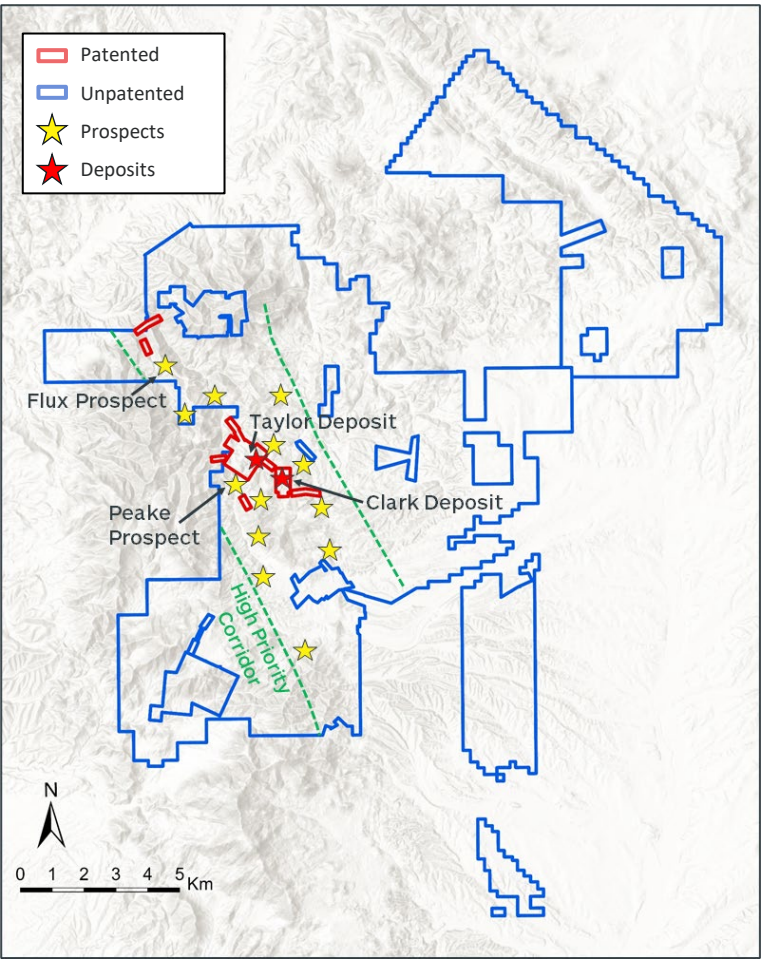 Patented
Unpatented
Prospects
Deposits
Flux Prospect
Taylor Deposit
Clark Deposit
Peake
Prospect
High Priority
Corridor
N
0 1 2 3 4 5 Km